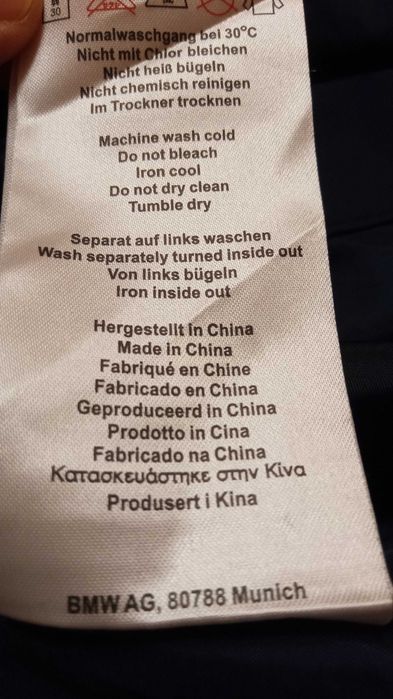 30
Normalwaschgang bei 30°C
Nicht mit Chlor bleichen
Nicht heiß bügeln
Nicht chemisch reinigen
Im Trockner trocknen
Machine wash cold
Do not bleach
Iron cool
Do not dry clean
Tumble dry
Separat auf links waschen
Wash separately turned inside out
Von links bügeln
Iron inside out
Hergestellt in China
Made in China
Fabriqué en Chine
Fabricado en China
Geproduceerd in China
Prodotto in Cina
Fabricado na China
Κατασκευάστηκε στην Κίνα
Produsert i Kina
BMW AG, 80788 Munich